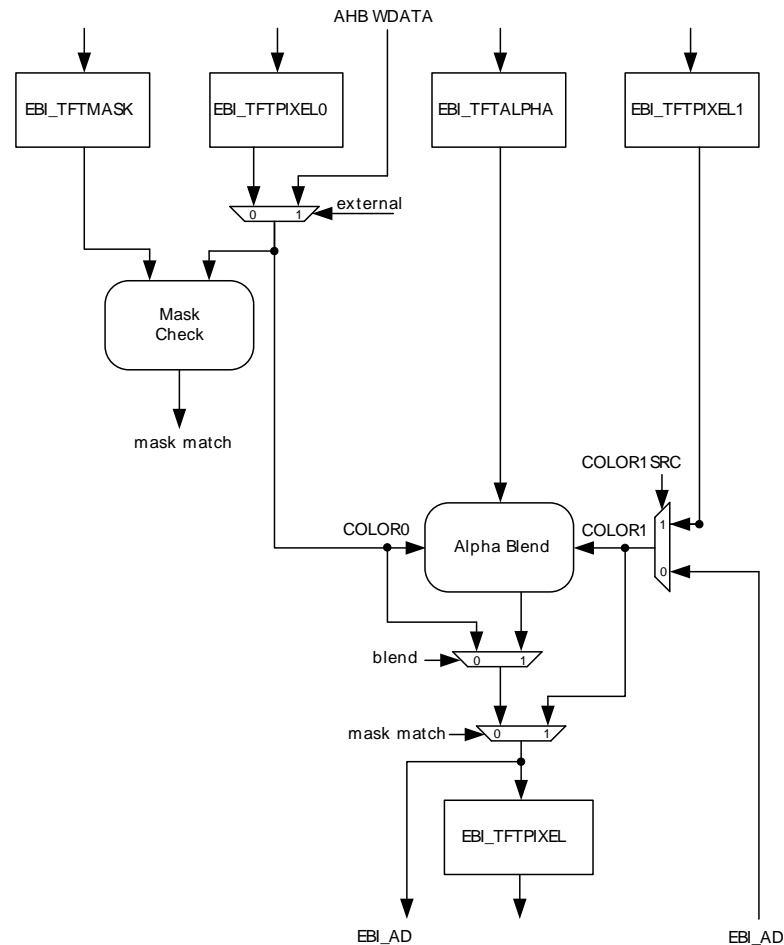 AHB WDATA
EBI_TFTMASK
EBI_TFTPIXEL0
EBI_TFTALPHA
EBI_TFTPIXEL1
0 1
external
Mask
Check
mask match
COLOR1SRC
COLOR0
Alpha Blend
COLOR1
1
0
blend
0 1
mask match
0 1
EBI_TFTPIXEL
EBI_AD
EBI_AD